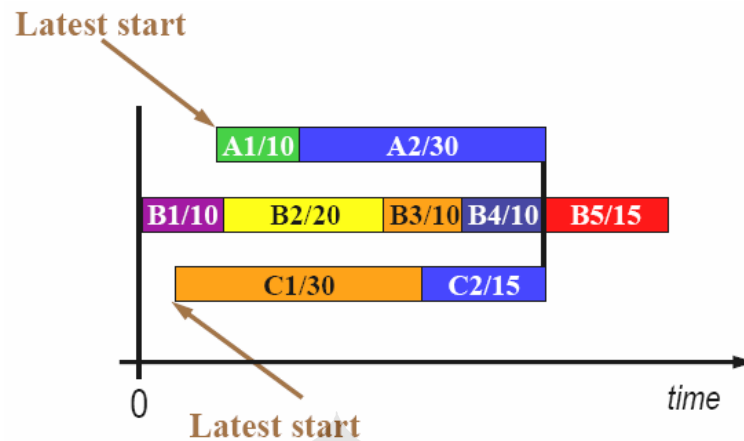 Latest start
A1/10 A2/30
B1/10 B2/20 B3/10 B4/10 B5/15
C1/30 C2/15
0 time
Latest start